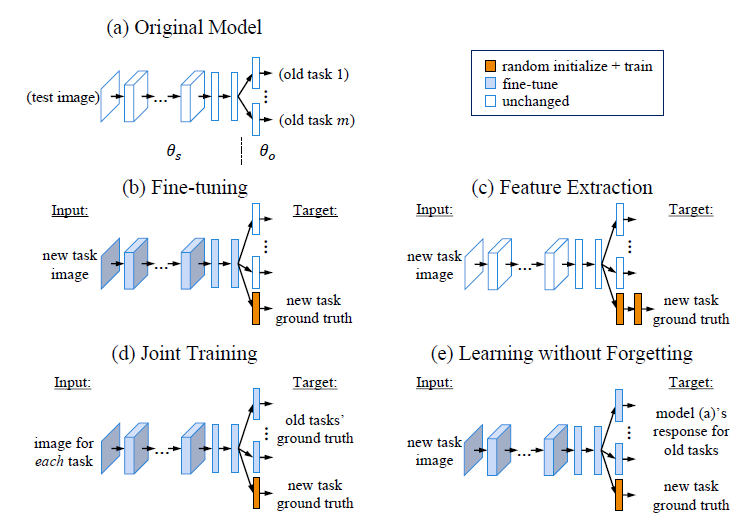 (a) Original Model
(test image)
...
(old task 1)
(old task m)
θs
θo
random initialize + train
fine-tune
unchanged
(b) Fine-tuning
Input:
Target:
new task
image
...
new task
ground truth
(c) Feature Extraction
Input:
Target:
new task
image
...
new task
ground truth
(d) Joint Training
Input:
Target:
image for
each task
...
old tasks’
ground truth
new task
ground truth
(e) Learning without Forgetting
Input:
Target:
new task
image
...
model (a)’s
response for
old tasks
new task
ground truth